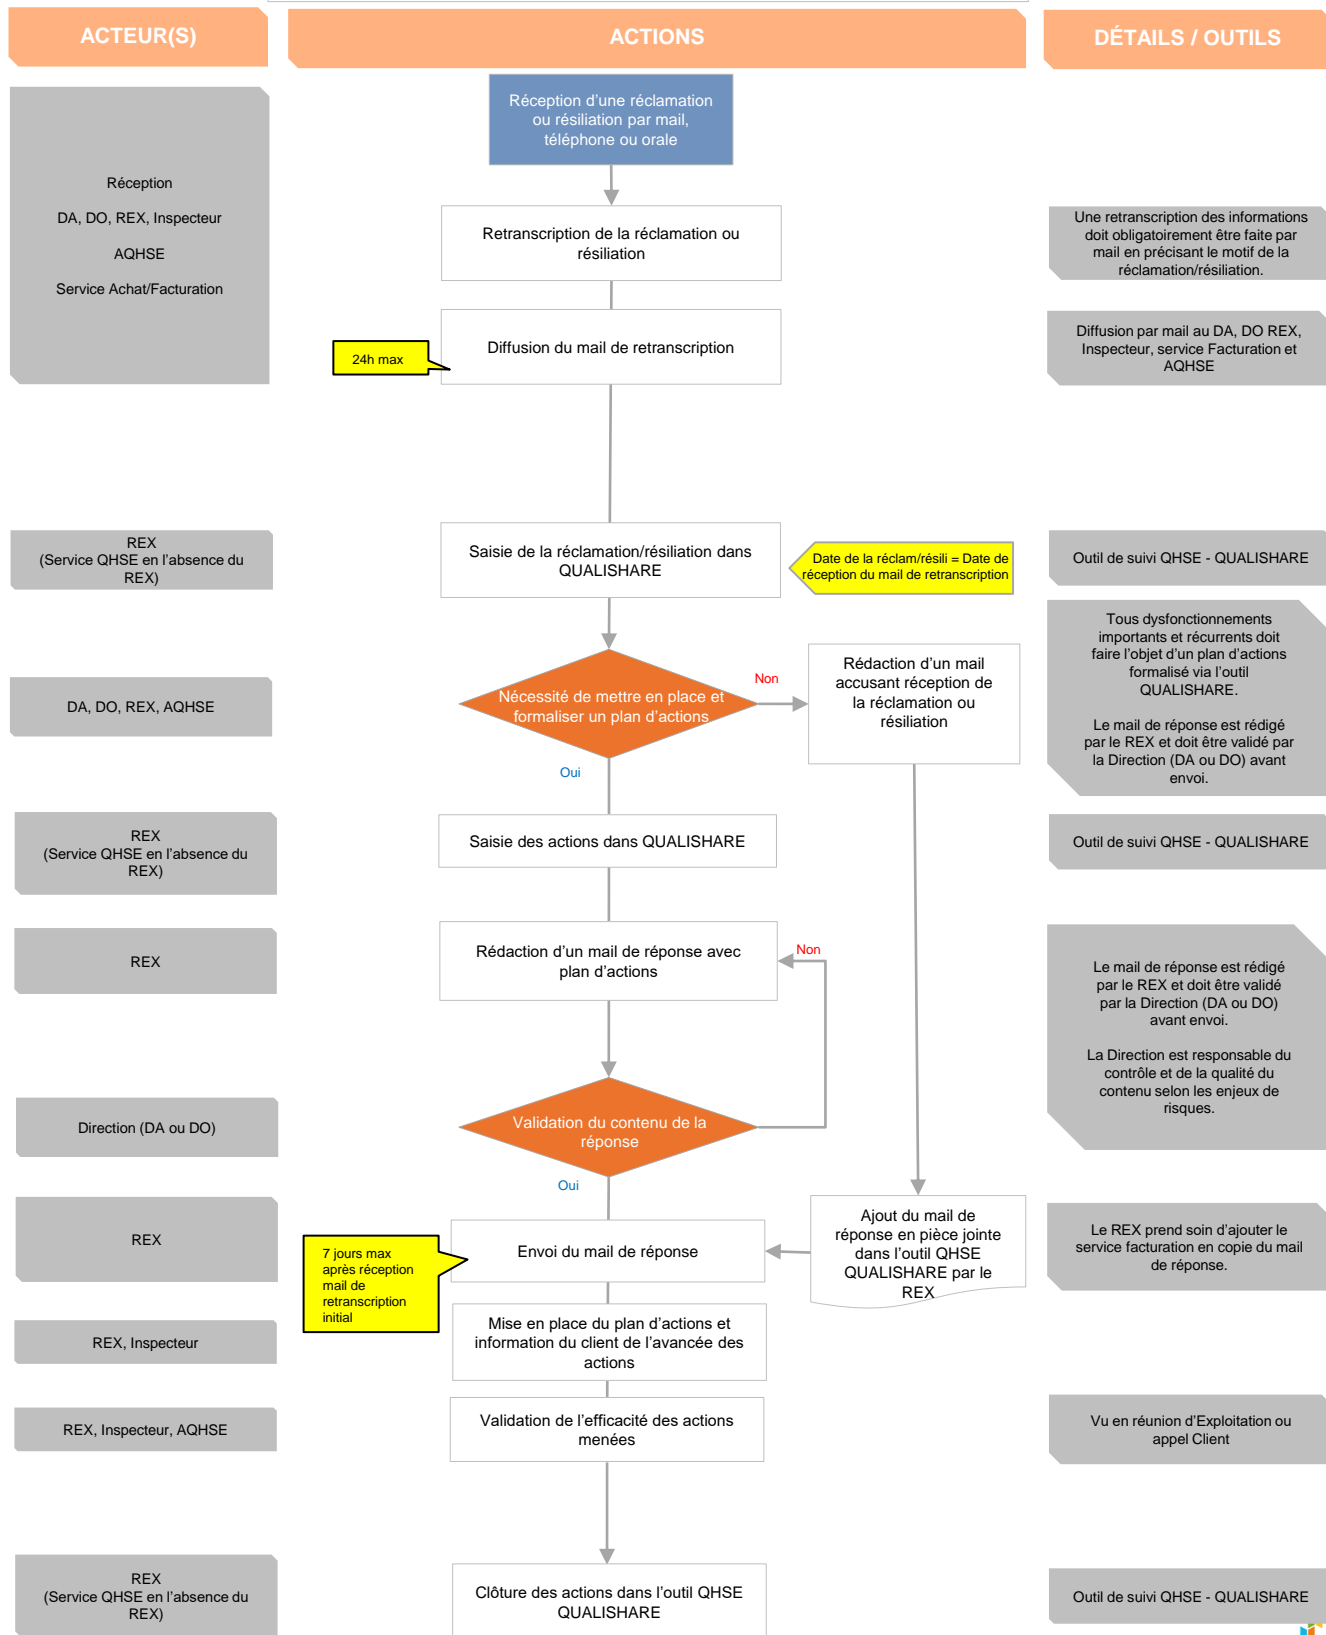 ACTEUR(S)
ACTIONS
DÉTAILS / OUTILS
Réception d'une réclamation
ou résiliation par mail,
téléphone ou orale
Réception
DA, DO, REX, Inspecteur
AQHSE
Service Achat/Facturation
Retranscription de la réclamation ou
résiliation
Une retranscription des informations
doit obligatoirement être faite par
mail en précisant le motif de la
réclamation/résiliation.
24h max
Diffusion du mail de retranscription
Diffusion par mail au DA, DO REX,
Inspecteur, service Facturation et
AQHSE
REX
(Service QHSE en l'absence du
REX)
Saisie de la réclamation/résiliation dans
QUALISHARE
Date de la réclam/résili = Date de
réception du mail de retranscription
Outil de suivi QHSE - QUALISHARE
DA, DO, REX, AQHSE
Nécessité de mettre en place et
formaliser un plan d'actions
Non
Oui
Rédaction d'un mail
accusant réception de
la réclamation ou
résiliation
Tous dysfonctionnements
importants et récurrents doit
faire l'objet d'un plan d'actions
formalisé via l'outil
QUALISHARE.
Le mail de réponse est rédigé
par le REX et doit être validé par
la Direction (DA ou DO) avant
envoi.
REX
(Service QHSE en l'absence du
REX)
Saisie des actions dans QUALISHARE
Outil de suivi QHSE - QUALISHARE
REX
Rédaction d'un mail de réponse avec
plan d'actions
Non
Le mail de réponse est rédigé
par le REX et doit être validé
par la Direction (DA ou DO)
avant envoi.
La Direction est responsable du
contrôle et de la qualité du
contenu selon les enjeux de
risques.
Direction (DA ou DO)
Validation du contenu de la
réponse
Oui
REX
7 jours max
après réception
mail de
retranscription
initial
Envoi du mail de réponse
Ajout du mail de
réponse en pièce jointe
dans l'outil QHSE
QUALISHARE par le
REX
Le REX prend soin d'ajouter le
service facturation en copie du mail
de réponse.
REX, Inspecteur
Mise en place du plan d'actions et
information du client de l'avancée des
actions
REX, Inspecteur, AQHSE
Validation de l'efficacité des actions
menées
Vu en réunion d'Exploitation ou
appel Client
REX
(Service QHSE en l'absence du
REX)
Clôture des actions dans l'outil QHSE
QUALISHARE
Outil de suivi QHSE - QUALISHARE